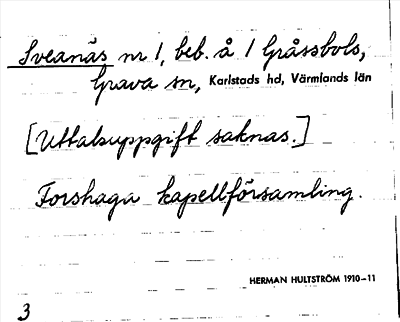 Sveanäs nr 1, beb. å 1 Gråssbols,
Grava sn, Karlstads hd, Värmlands län
[Uttalsuppgift saknas.]
Forshaga kapellförsamling.
HERMAN HULTSTRÖM 1910-11
3